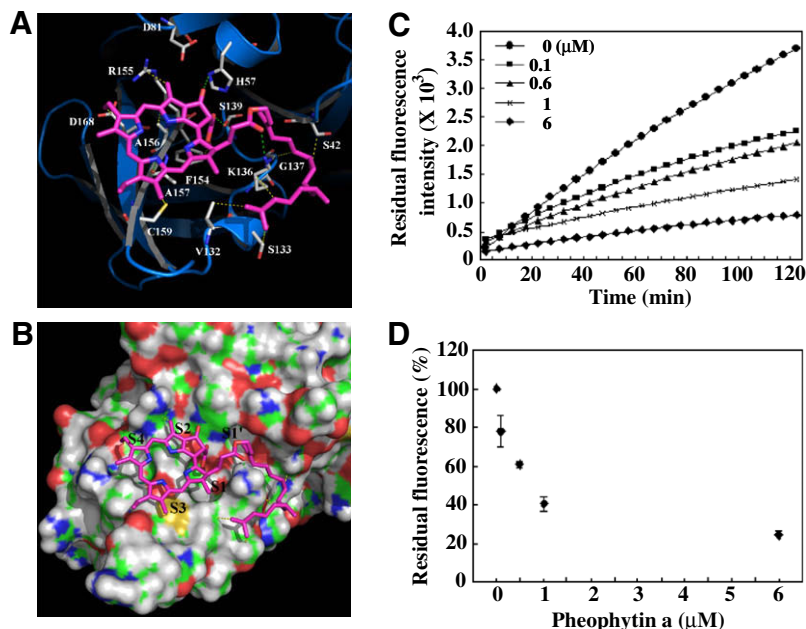 A
D81
R155
H57
S139
D168
S42
A156
G137
K136
F154
A157
C159
V132
S133
B
S4
S2
S1'
S1
S3
C
0 (μM)
0.1
0.6
1
6
Residual fluorescence
intensity (X 10³)
4.0
3.5
3.0
2.5
2.0
1.5
1.0
0.5
0
0 20 40 60 80 100 120
Time (min)
D
Residual fluorescence (%)
120
100
80
60
40
20
0
0 1 2 3 4 5 6
Pheophytin a (μM)